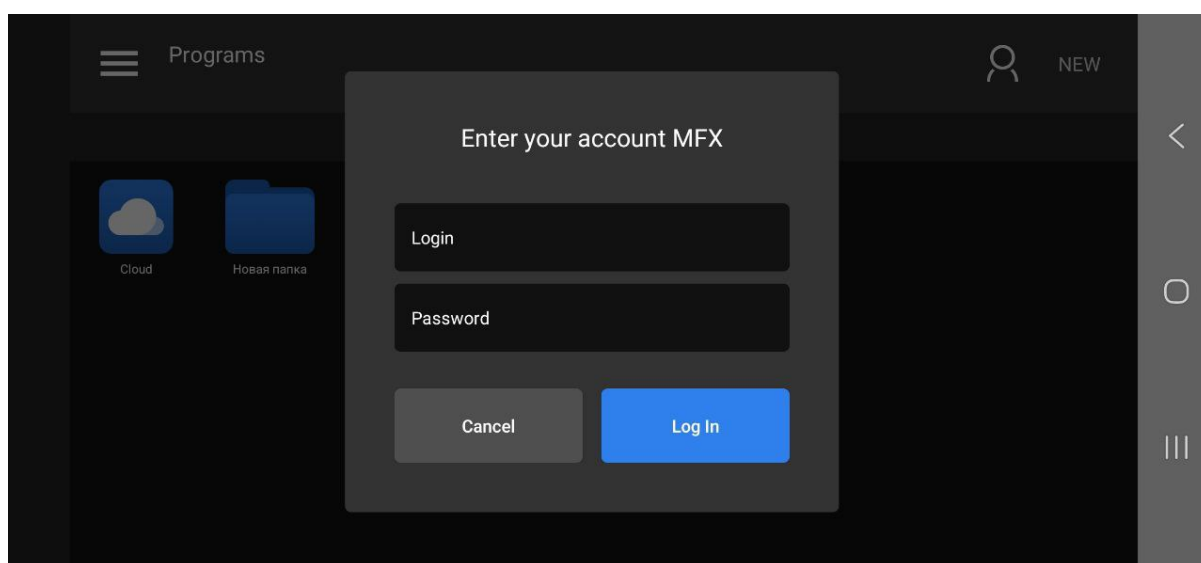 Programs
NEW
Enter your account MFX
Login
Password
Cancel
Log In
Cloud
Новая папка